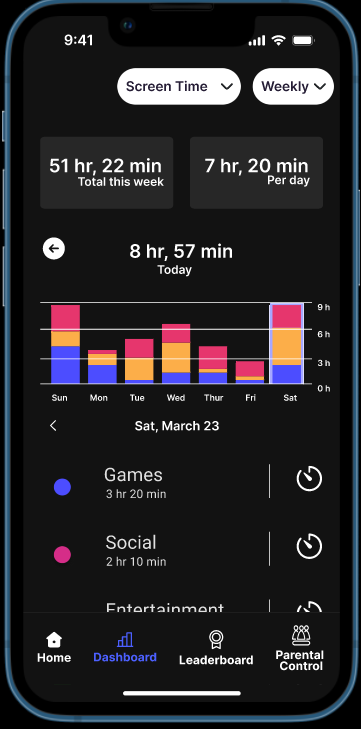 9:41
Screen Time
Weekly
51 hr, 22 min
Total this week
7 hr, 20 min
Per day
8 hr, 57 min
Today
9 h
6 h
3 h
0 h
Sun Mon Tue Wed Thur Fri Sat
Sat, March 23
Games
3 hr 20 min
Social
2 hr 10 min
Entertainment
Home
Dashboard
Leaderboard
Parental
Control